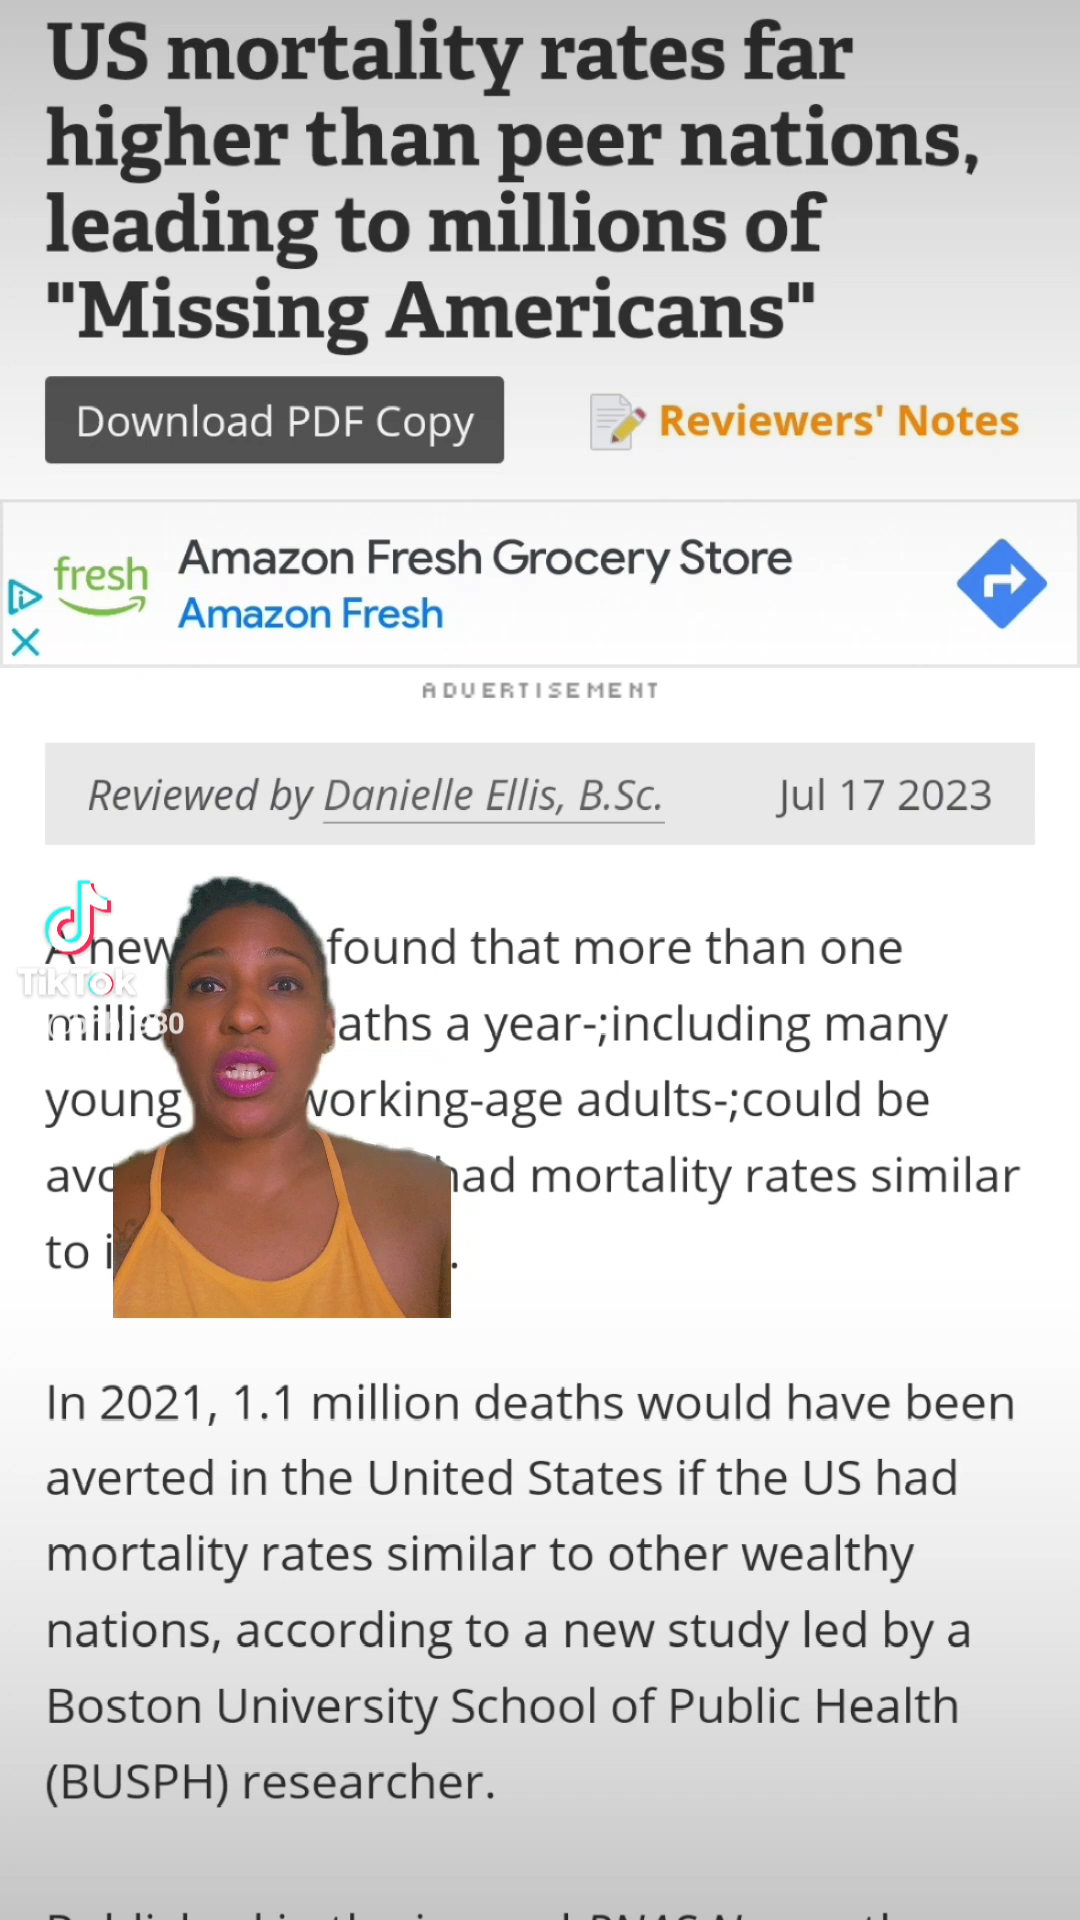 US mortality rates far
higher than peer nations,
leading to millions of
"Missing Americans"
Download PDF Copy
Reviewers' Notes
fresh
Amazon Fresh Grocery Store
Amazon Fresh
ADVERTISEMENT
Reviewed by Danielle Ellis, B.Sc.
Jul 17 2023
TikTok
A new found that more than one
aths a year-;including many
young working-age adults-;could be
had mortality rates similar
to
In 2021, 1.1 million deaths would have been
averted in the United States if the US had
mortality rates similar to other wealthy
nations, according to a new study led by a
Boston University School of Public Health
(BUSPH) researcher.